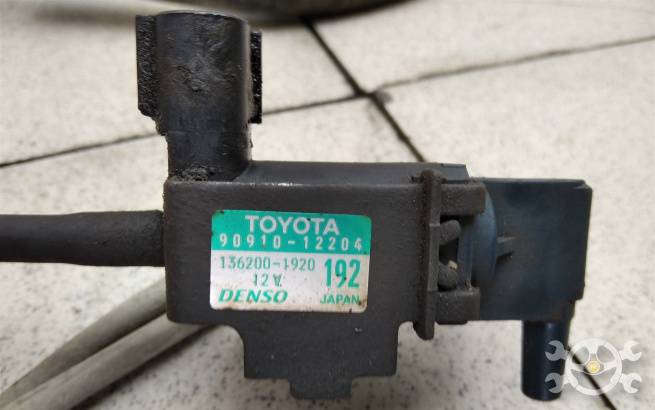 TOYOTA
90910-12204
136200-1920 192
12V.
DENSO JAPAN